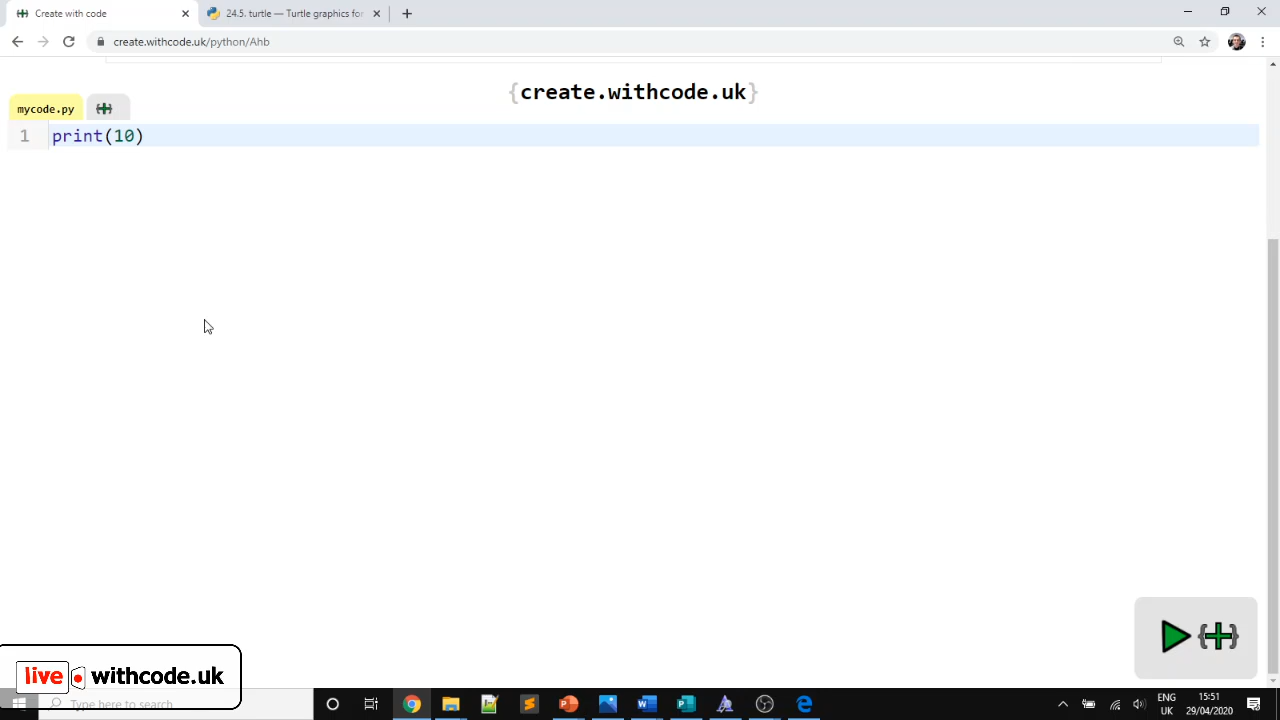 Create with code
24.5. turtle — Turtle graphics for
create.withcode.uk/python/Ahb
{create.withcode.uk}
mycode.py
1 print(10)
live withcode.uk
Type here to search
ENG
UK
15:51
29/04/2020